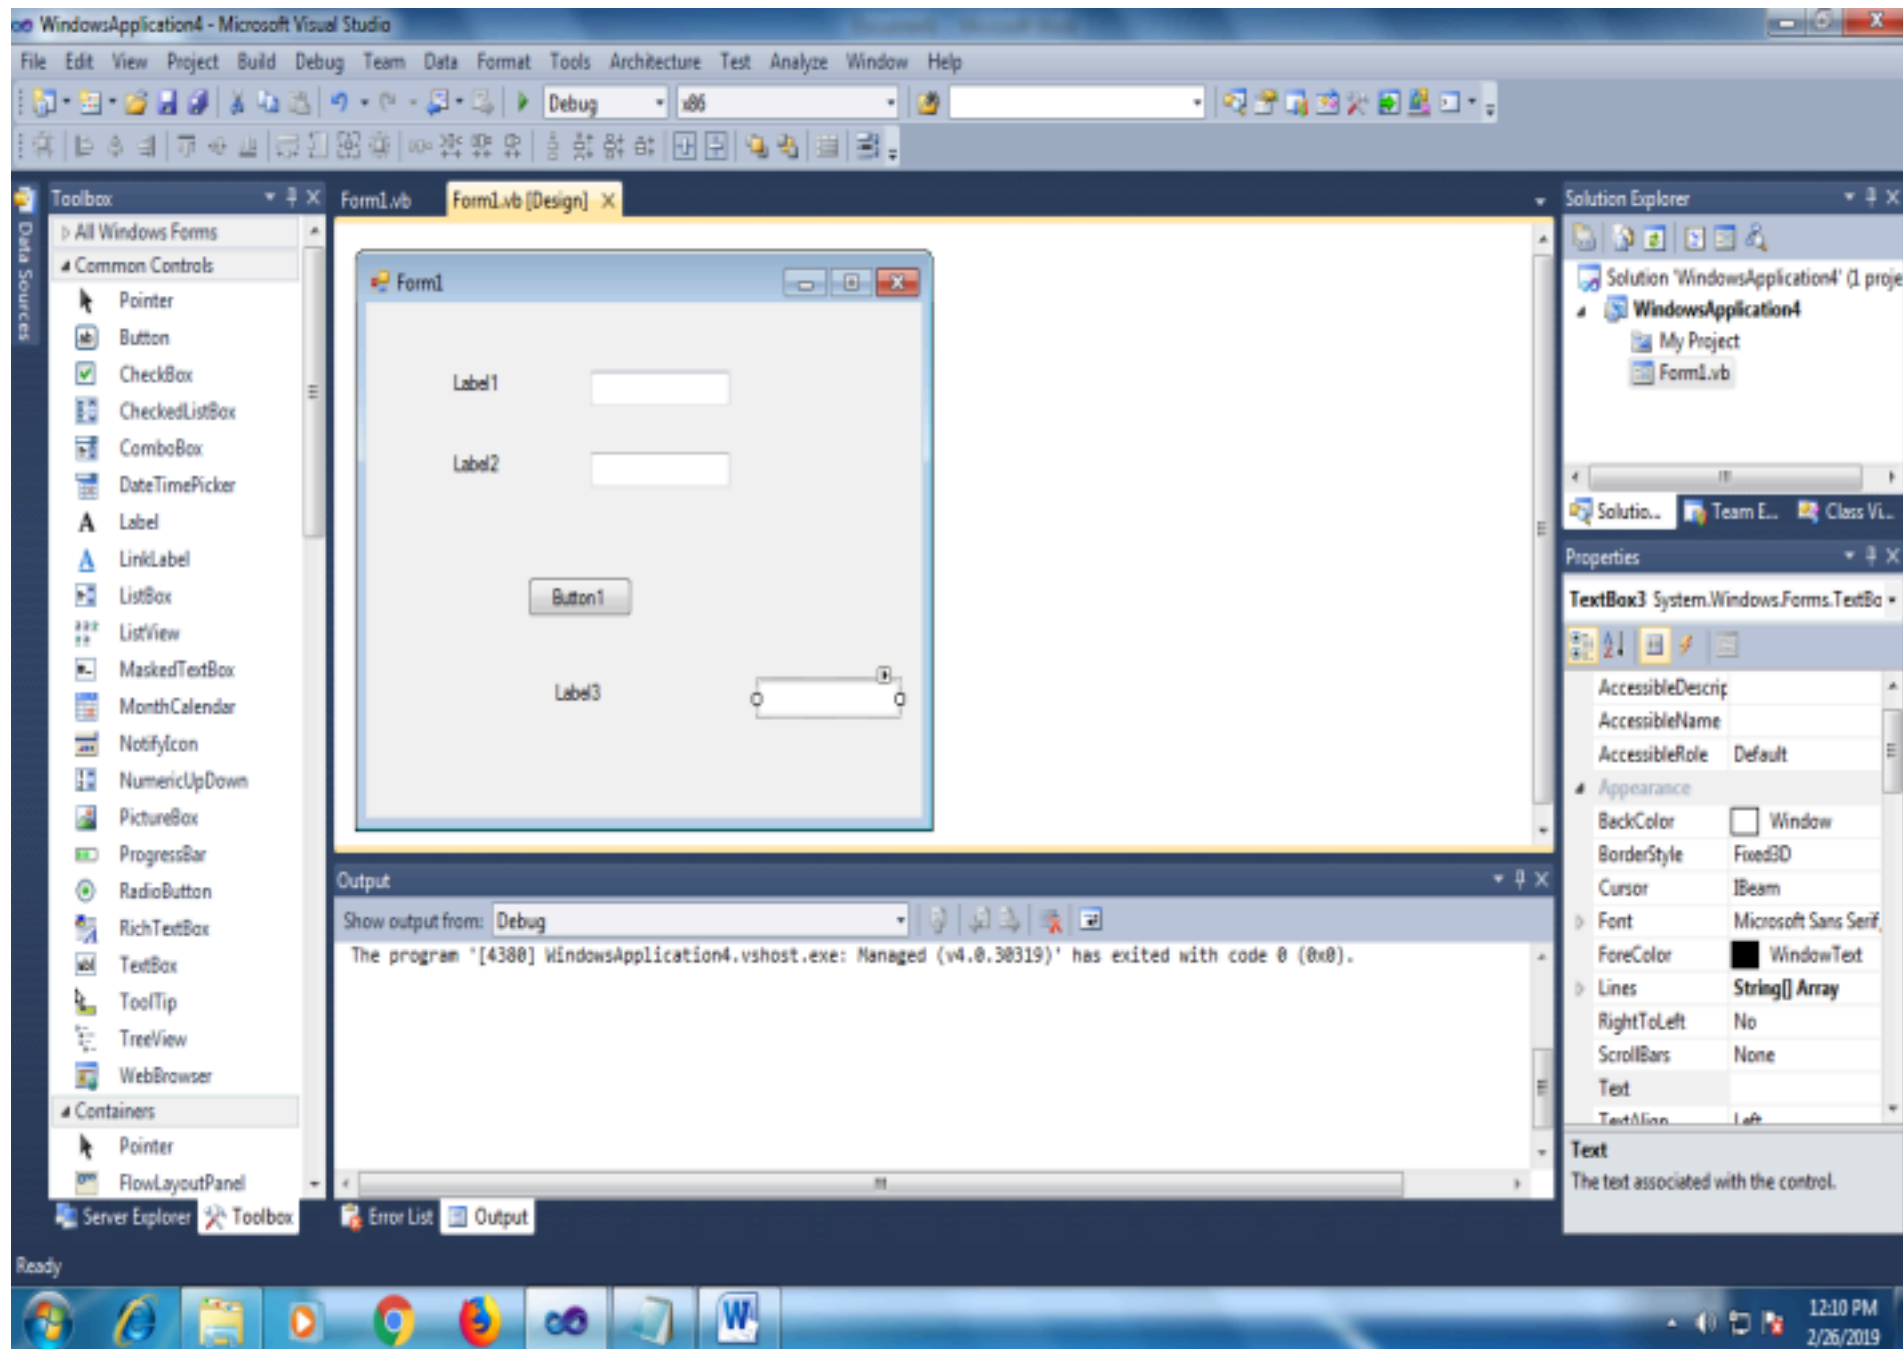 WindowsApplication4 - Microsoft Visual Studio
File Edit View Project Build Debug Team Data Format Tools Architecture Test Analyze Window Help
Debug x86
Data Sources
Toolbox
All Windows Forms
Common Controls
Pointer
Button
CheckBox
CheckedListBox
ComboBox
DateTimePicker
Label
LinkLabel
ListBox
ListView
MaskedTextBox
MonthCalendar
NotifyIcon
NumericUpDown
PictureBox
ProgressBar
RadioButton
RichTextBox
TextBox
ToolTip
TreeView
WebBrowser
Containers
Pointer
FlowLayoutPanel
Server Explorer Toolbox
Form1.vb Form1.vb [Design]
Form1
Label1
Label2
Button1
Label3
Output
Show output from: Debug
The program '[4380] WindowsApplication4.vshost.exe: Managed (v4.0.30319)' has exited with code 0 (0x0).
Error List Output
Solution Explorer
Solution 'WindowsApplication4' (1 proje
WindowsApplication4
My Project
Form1.vb
Solutio... Team E... Class Vi...
Properties
TextBox3 System.Windows.Forms.TextBo
AccessibleDescrip
AccessibleName
AccessibleRole Default
Appearance
BackColor Window
BorderStyle Fixed3D
Cursor IBeam
Font Microsoft Sans Serif,
ForeColor WindowText
Lines String[] Array
RightToLeft No
ScrollBars None
Text
TextAlign Left
Text
The text associated with the control.
Ready
12:10 PM
2/26/2019